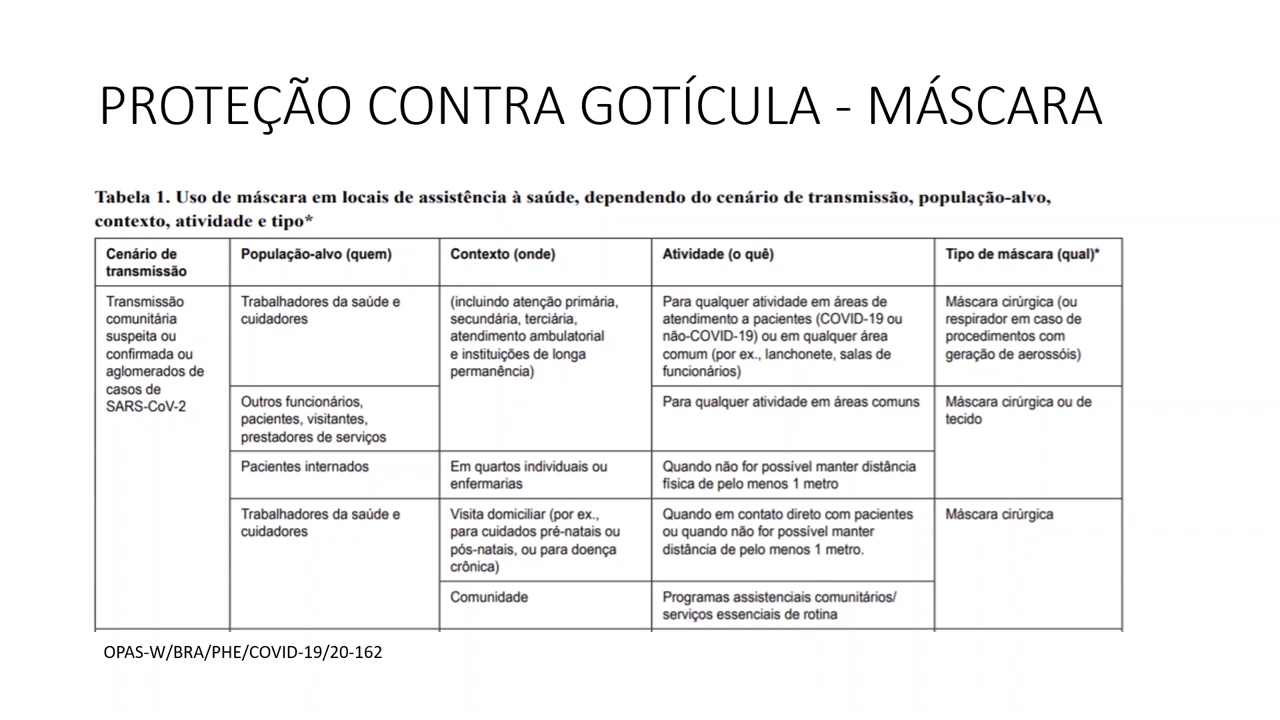 PROTEÇÃO CONTRA GOTÍCULA - MÁSCARA
Tabela 1. Uso de máscara em locais de assistência à saúde, dependendo do cenário de transmissão, população-alvo,
contexto, atividade e tipo*
Cenário de
transmissão
População-alvo (quem)
Contexto (onde)
Atividade (o quê)
Tipo de máscara (qual)*
Transmissão
comunitária
suspeita ou
confirmada ou
aglomerados de
casos de
SARS-CoV-2
Trabalhadores da saúde e
cuidadores
(incluindo atenção primária,
secundária, terciária,
atendimento ambulatorial
e instituições de longa
permanência)
Para qualquer atividade em áreas de
atendimento a pacientes (COVID-19 ou
não-COVID-19) ou em qualquer área
comum (por ex., lanchonete, salas de
funcionários)
Máscara cirúrgica (ou
respirador em caso de
procedimentos com
geração de aerossóis)
Outros funcionários,
pacientes, visitantes,
prestadores de serviços
Para qualquer atividade em áreas comuns
Máscara cirúrgica ou de
tecido
Pacientes internados
Em quartos individuais ou
enfermarias
Quando não for possível manter distância
física de pelo menos 1 metro
Trabalhadores da saúde e
cuidadores
Visita domiciliar (por ex.,
para cuidados pré-natais ou
pós-natais, ou para doença
crônica)
Quando em contato direto com pacientes
ou quando não for possível manter
distância de pelo menos 1 metro.
Máscara cirúrgica
Comunidade
Programas assistenciais comunitários/
serviços essenciais de rotina
OPAS-W/BRA/PHE/COVID-19/20-162